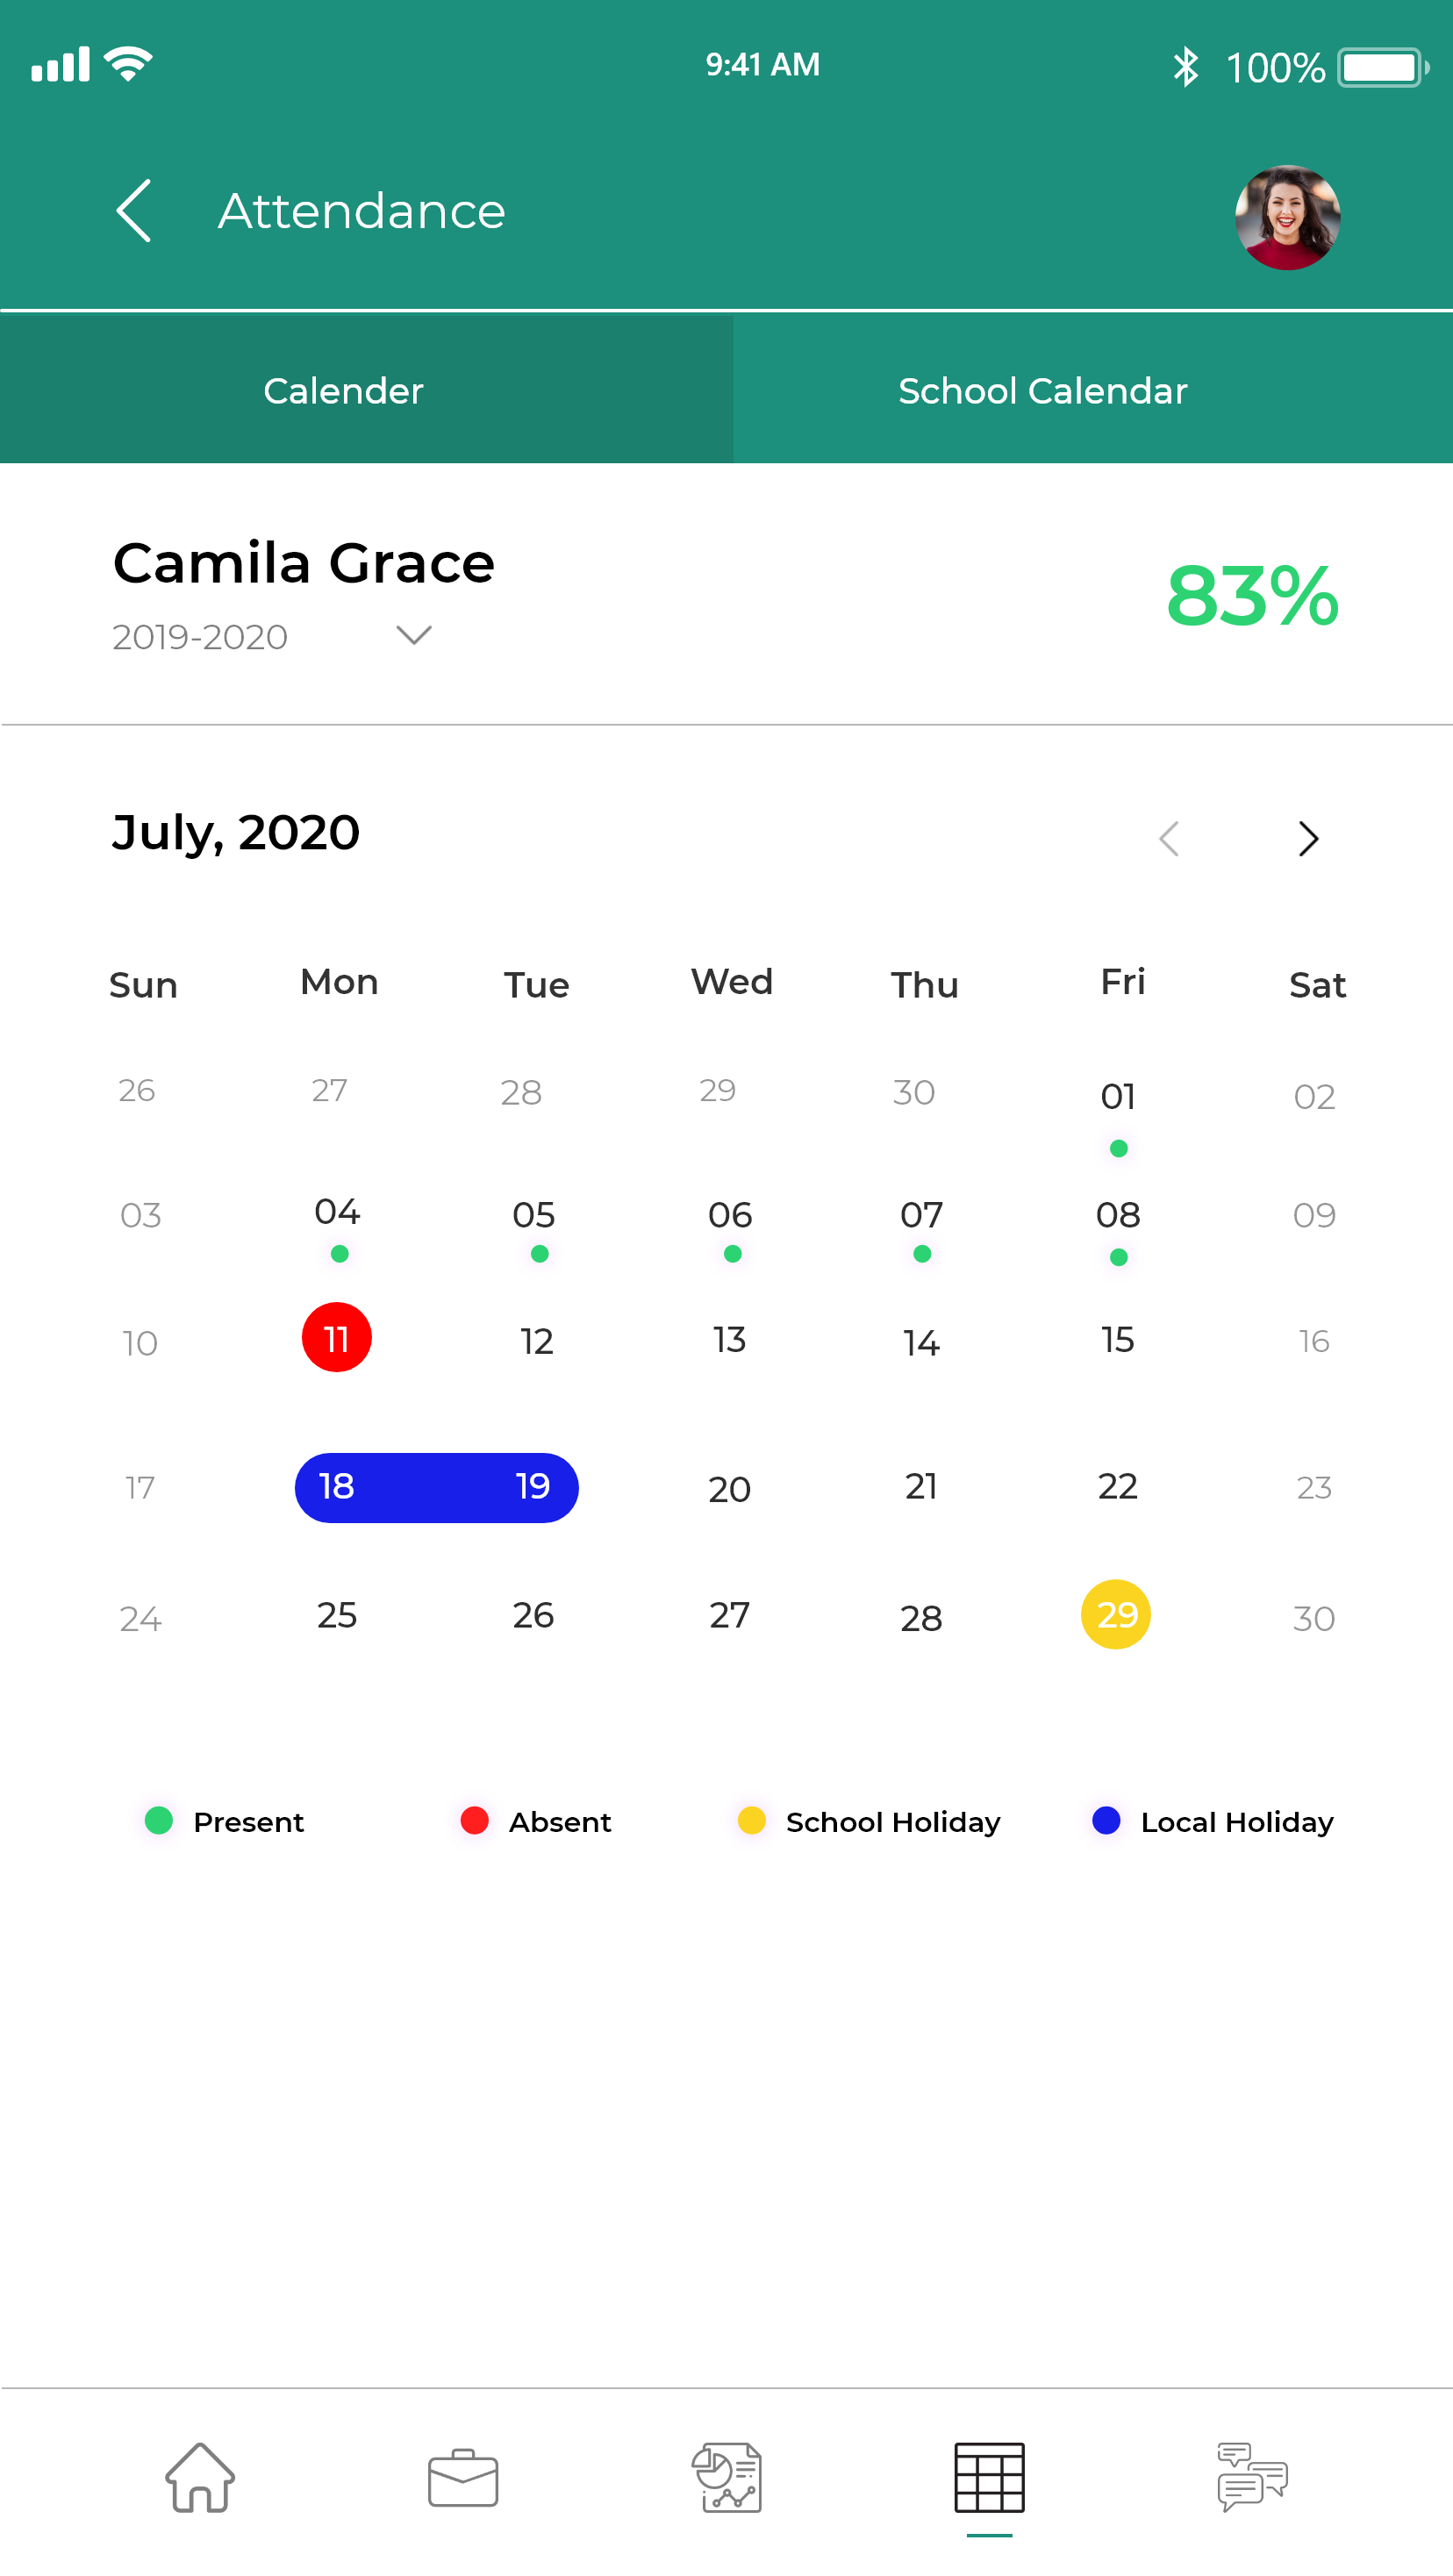 9:41 AM 100%
Attendance
Calender School Calendar
Camila Grace
83%
2019-2020
July, 2020
Sun Mon Tue Wed Thu Fri Sat
26 27 28 29 30 01 02
03 04 05 06 07 08 09
10 11 12 13 14 15 16
17 18 19 20 21 22 23
24 25 26 27 28 29 30
Present Absent School Holiday Local Holiday